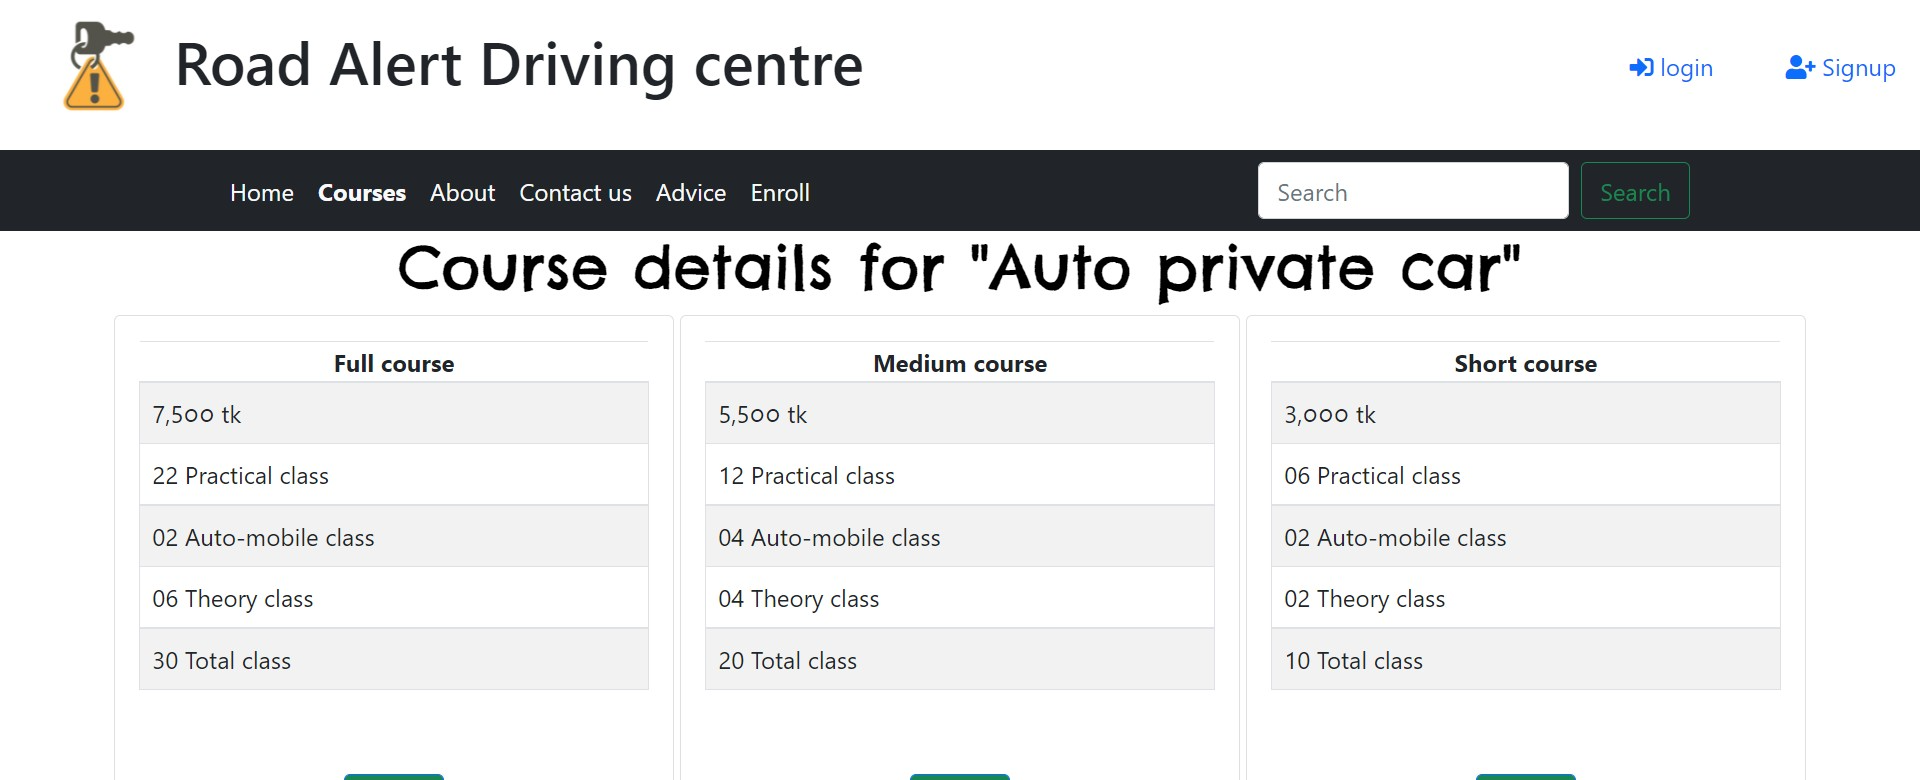 Road Alert Driving centre
login
Signup
Home Courses About Contact us Advice Enroll
Search
Search
Course details for "Auto private car"
Full course
7,5০০ tk
22 Practical class
02 Auto-mobile class
06 Theory class
30 Total class
Medium course
5,5০০ tk
12 Practical class
04 Auto-mobile class
04 Theory class
20 Total class
Short course
3,০০০ tk
06 Practical class
02 Auto-mobile class
02 Theory class
10 Total class